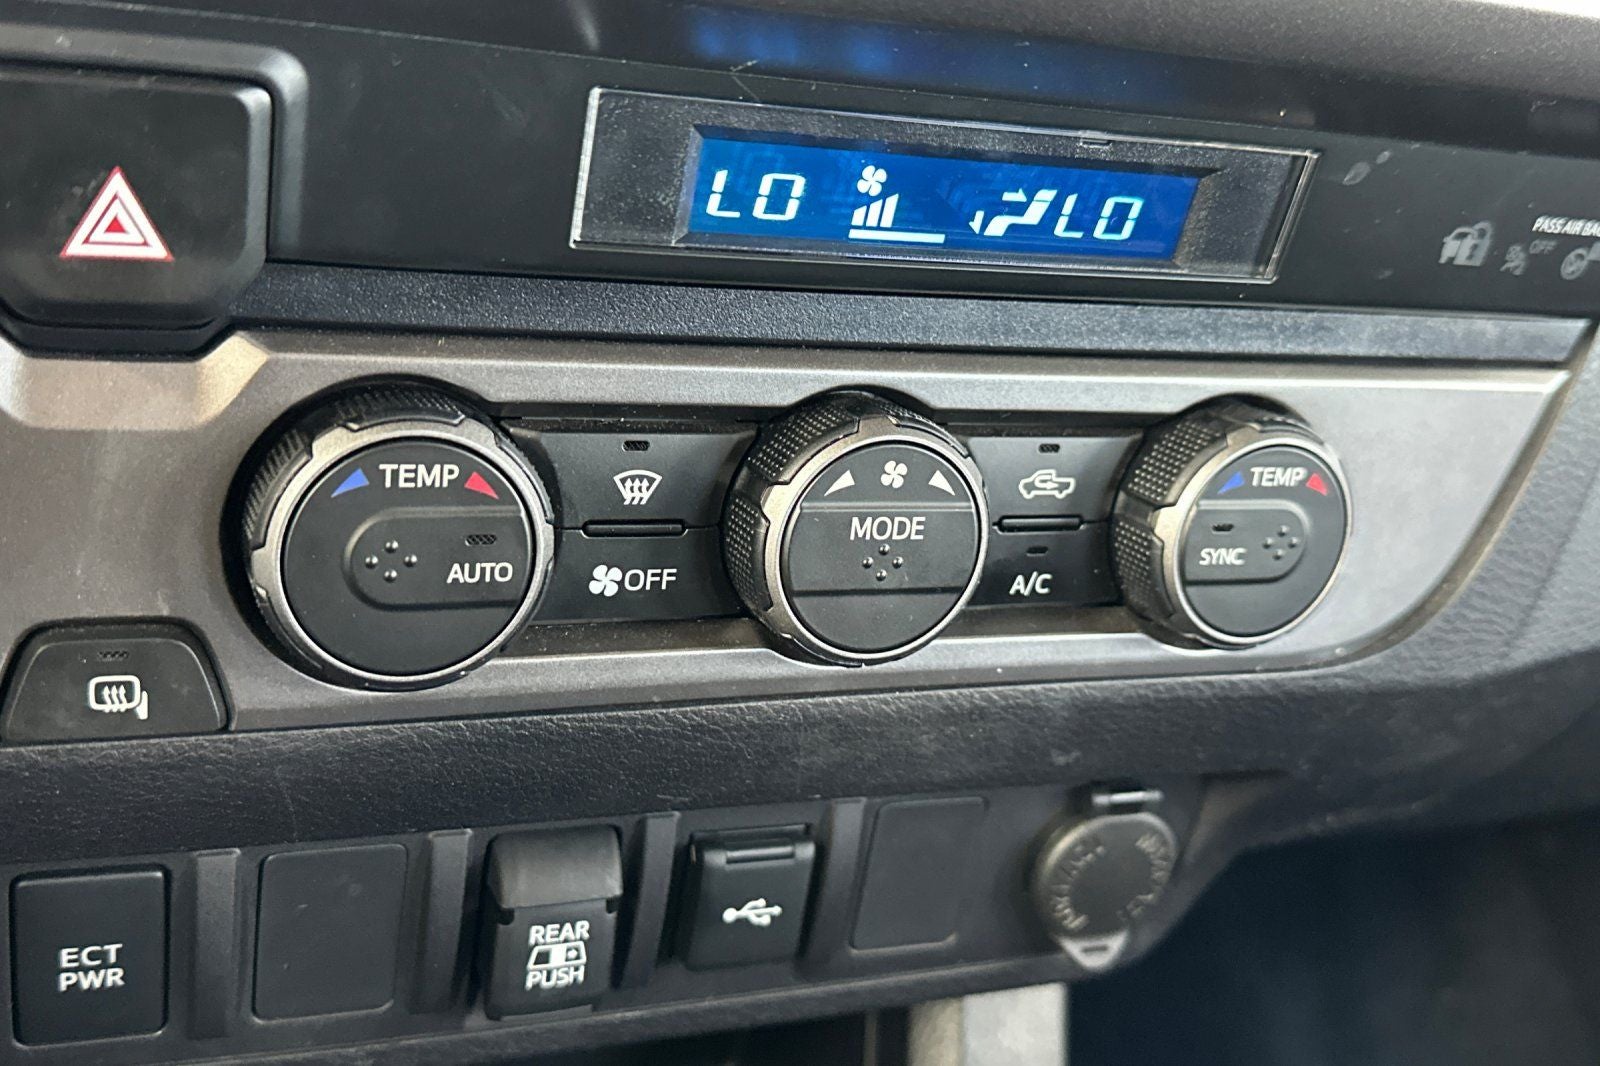 LO LO
PASS AIR BAG
OFF
TEMP
AUTO
OFF
MODE
A/C
TEMP
SYNC
ECT
PWR
REAR
PUSH